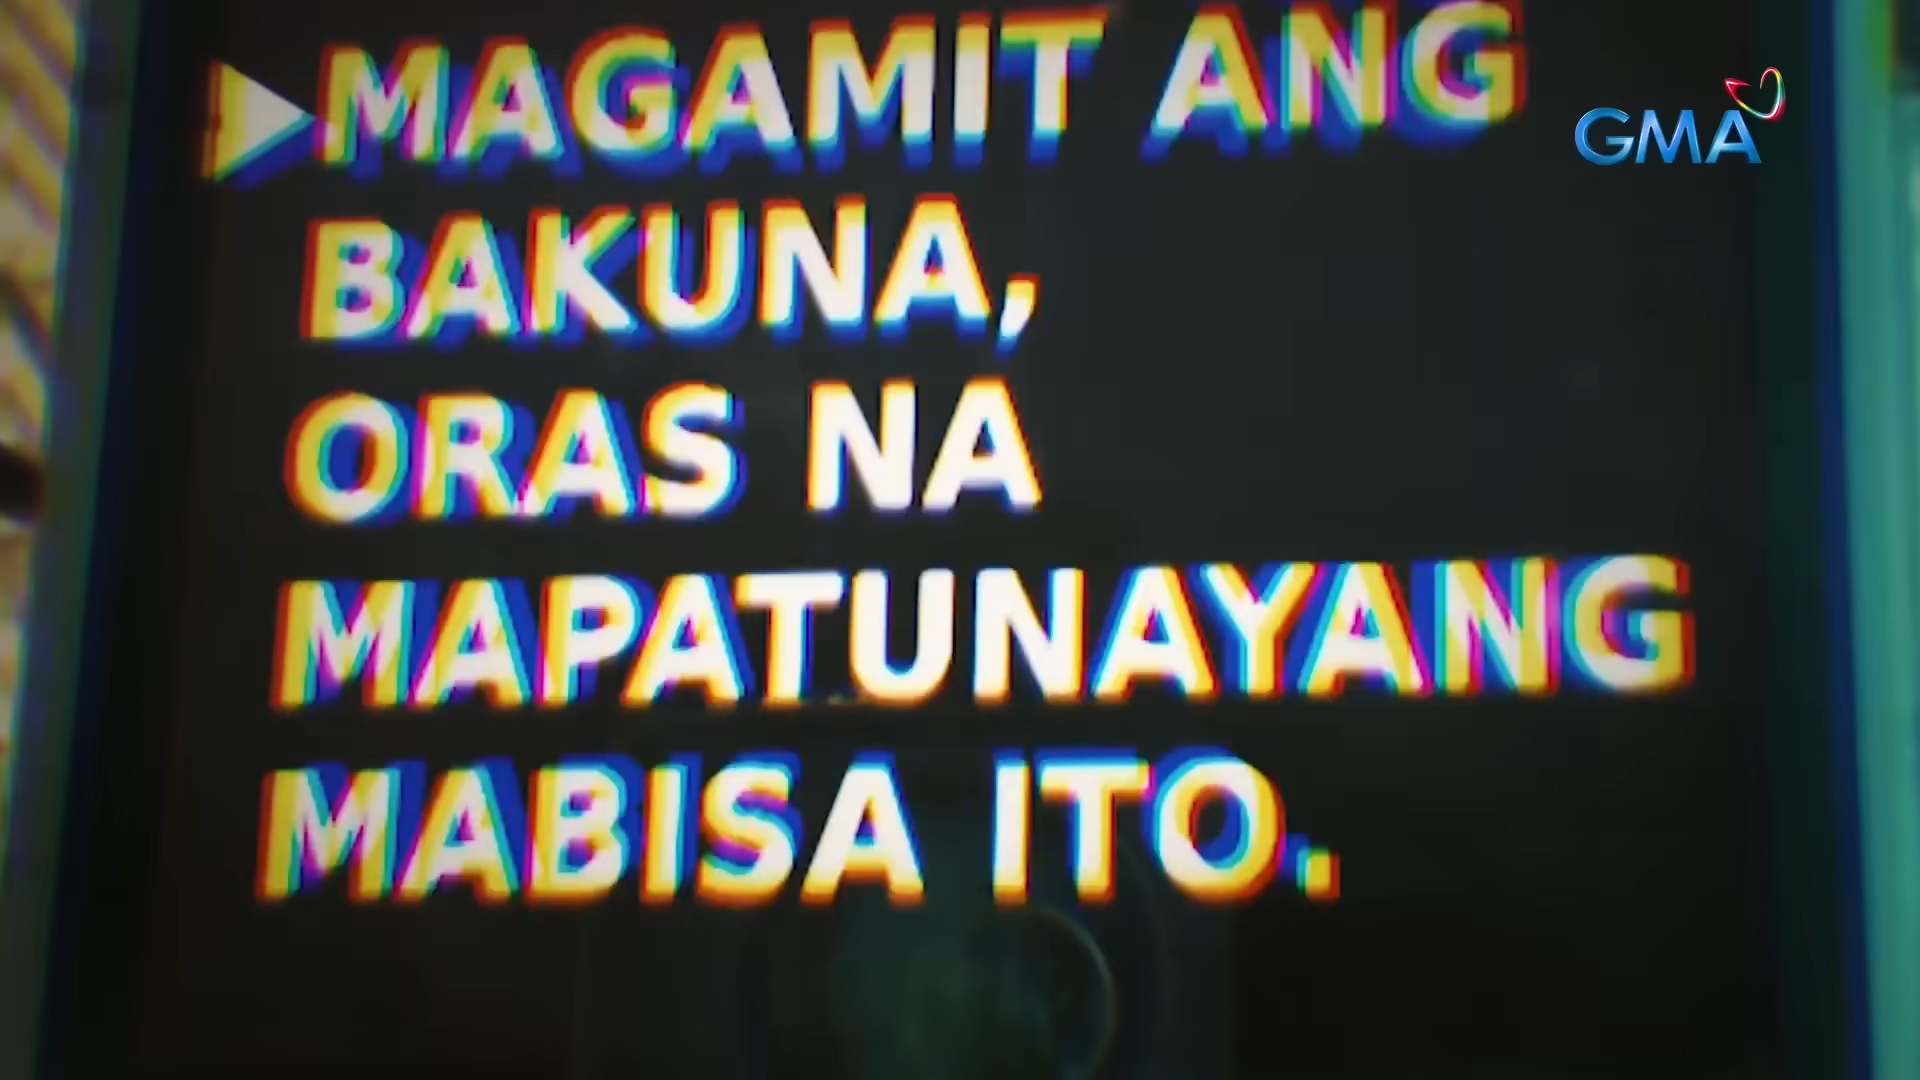 MAGAMIT ANG
GMA
BAKUNA,
ORAS NA
MAPATUNAYANG
MABISA ITO.